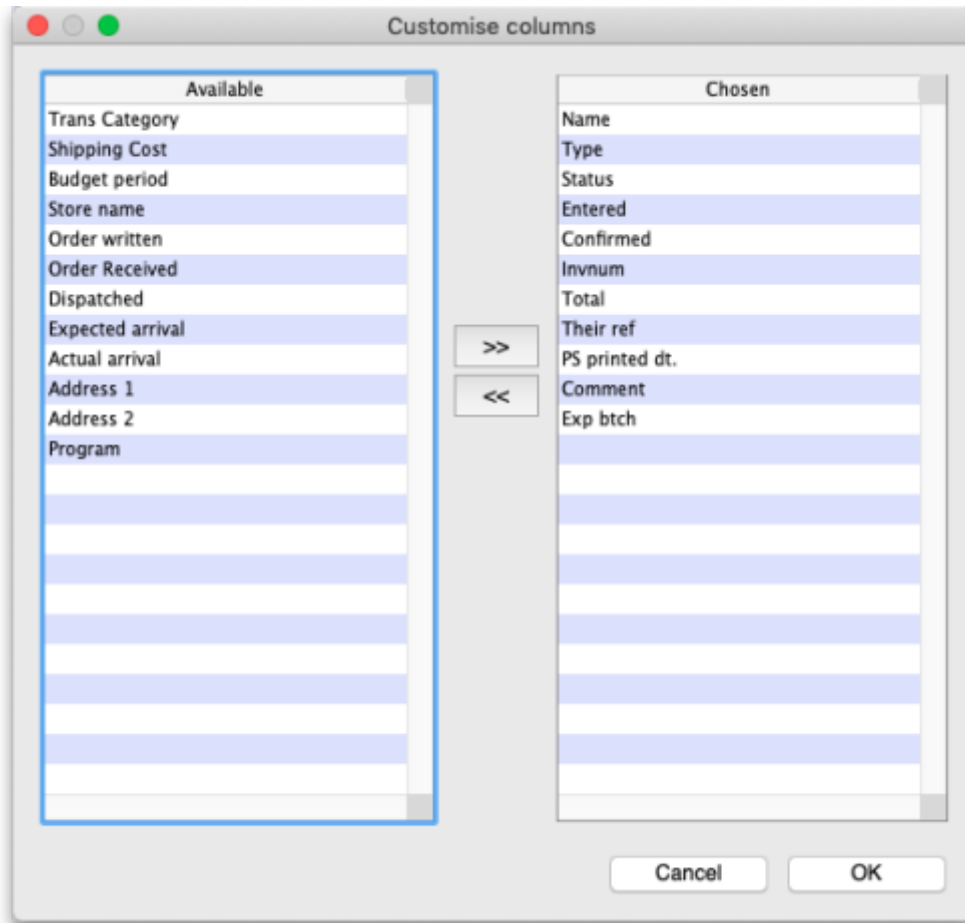 Customise columns
Available
Trans Category
Shipping Cost
Budget period
Store name
Order written
Order Received
Dispatched
Expected arrival
Actual arrival
Address 1
Address 2
Program
>>
<<
Chosen
Name
Type
Status
Entered
Confirmed
Invnum
Total
Their ref
PS printed dt.
Comment
Exp btch
Cancel
OK